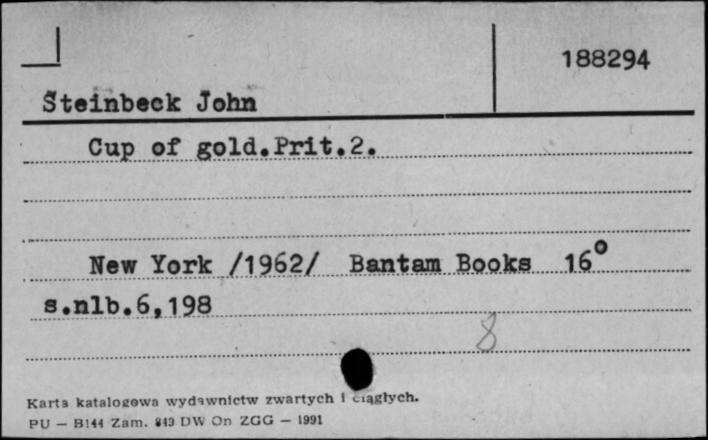 188294
Steinbeck John
Cup of gold.Prit.2.
New York /1962/ Bantam Books 16°
s.nlb.6,198
8
Karta katalogowa wydawnictw zwartych i ciągłych.
PU — B144 Zam. 843 DW On ZGG — 1991